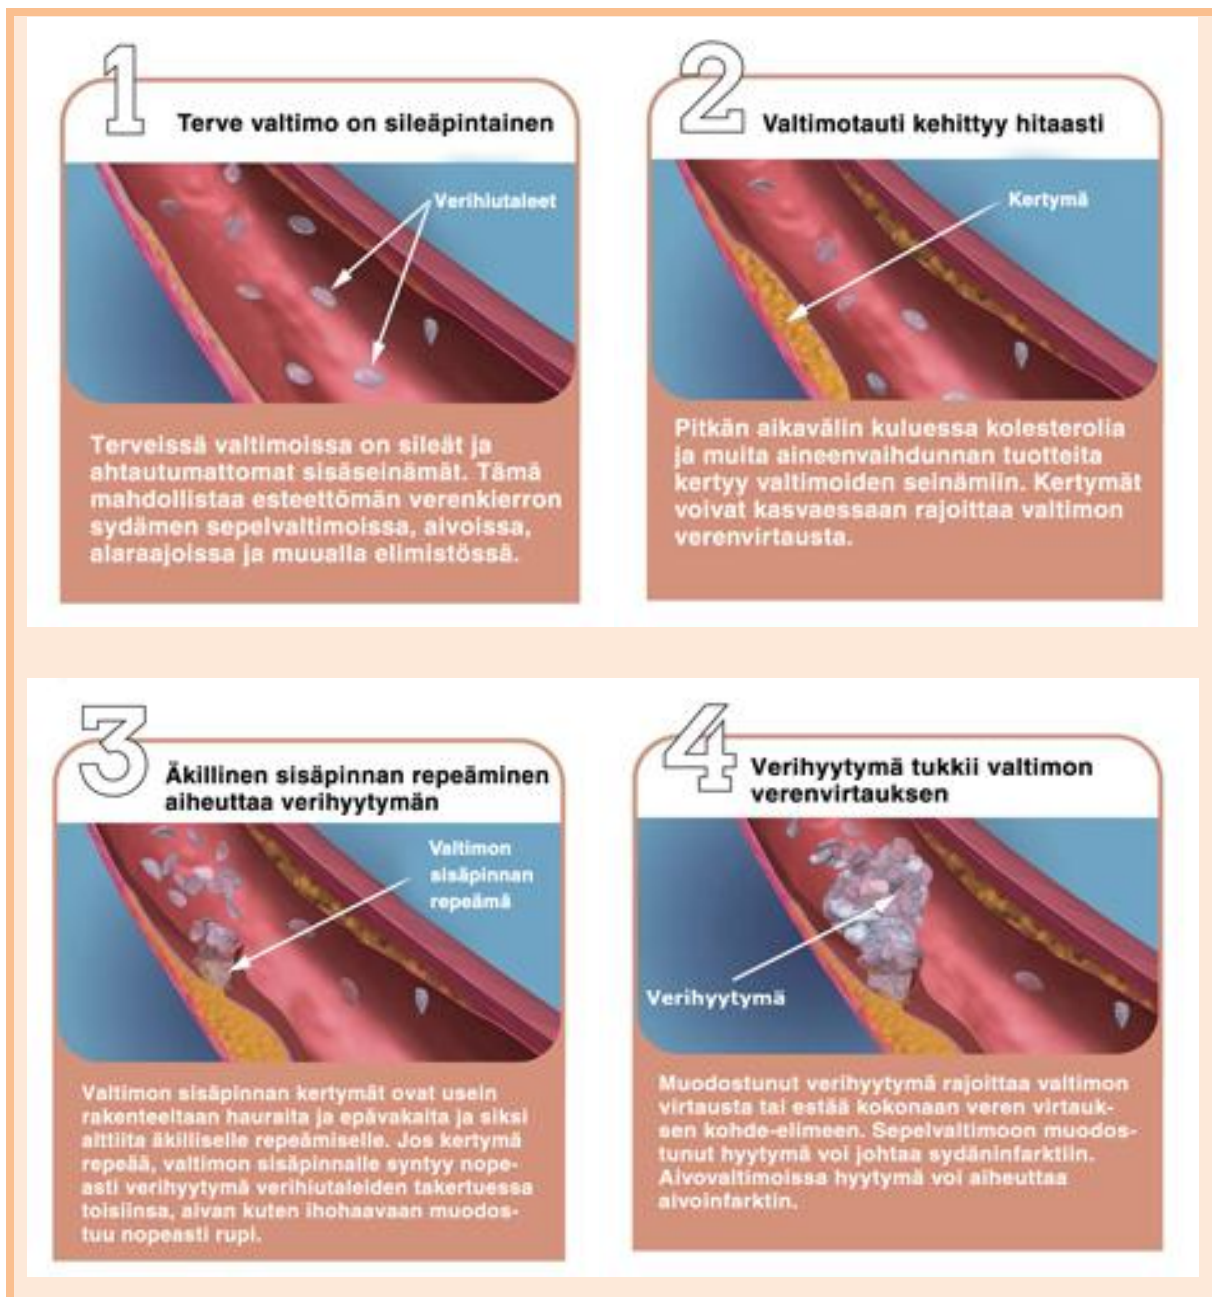 1
Terve valtimo on sileäpintainen
Verihiutaleet
Terveissä valtimoissa on sileät ja
ahtautumattomat sisäseinämät. Tämä
mahdollistaa esteettömän verenkierron
sydämen sepelvaltimoissa, aivoissa,
alaraajoissa ja muualla elimistössä.
2
Valtimotauti kehittyy hitaasti
Kertymä
Pitkän aikavälin kuluessa kolesterolia
ja muita aineenvaihdunnan tuotteita
kertyy valtimoiden seinämiin. Kertymät
voivat kasvaessaan rajoittaa valtimon
verenvirtausta.
3
Äkillinen sisäpinnan repeäminen
aiheuttaa verihyytymän
Valtimon
sisäpinnan
repeämä
Valtimon sisäpinnan kertymät ovat usein
rakenteeltaan hauraita ja epävakaita ja siksi
alttiita äkilliselle repeämiselle. Jos kertymä
repeää, valtimon sisäpinnalle syntyy nope-
asti verihyytymä verihiutaleiden takertuessa
toisiinsa, aivan kuten ihohaavaan muodos-
tuu nopeasti rupi.
4
Verihyytymä tukkii valtimon
verenvirtauksen
Verihyytymä
Muodostunut verihyytymä rajoittaa valtimon
virtausta tai estää kokonaan veren virtauk-
sen kohde-elimeen. Sepelvaltimoon muodos-
tunut hyytymä voi johtaa sydäninfarktiin.
Aivovaltimoissa hyytymä voi aiheuttaa
aivoinfarktin.